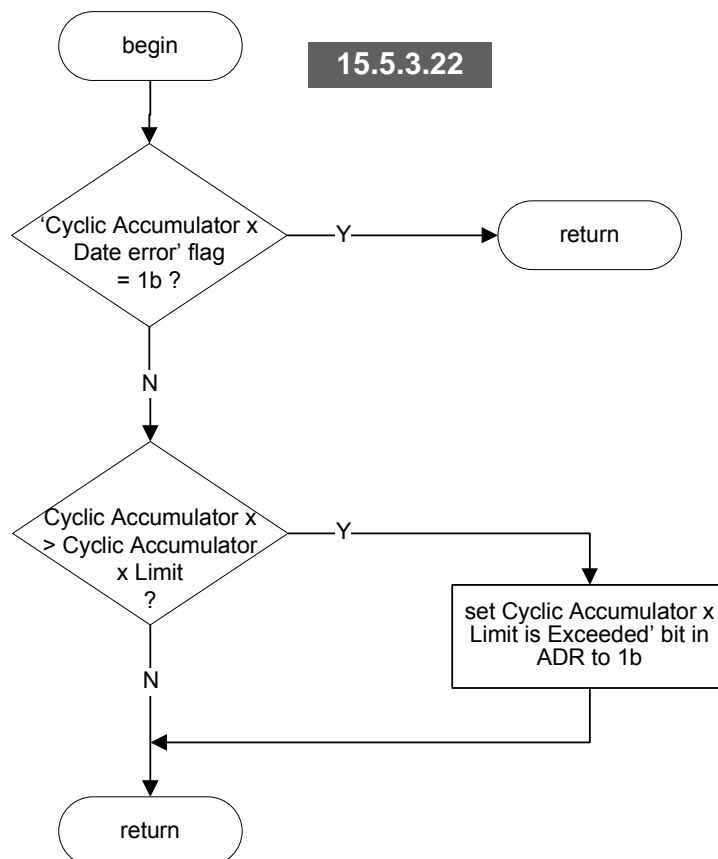 begin
15.5.3.22
‘Cyclic Accumulator x
Date error’ flag
= 1b ?
Y
return
N
Cyclic Accumulator x
> Cyclic Accumulator
x Limit
?
Y
set Cyclic Accumulator x
Limit is Exceeded’ bit in
ADR to 1b
N
return